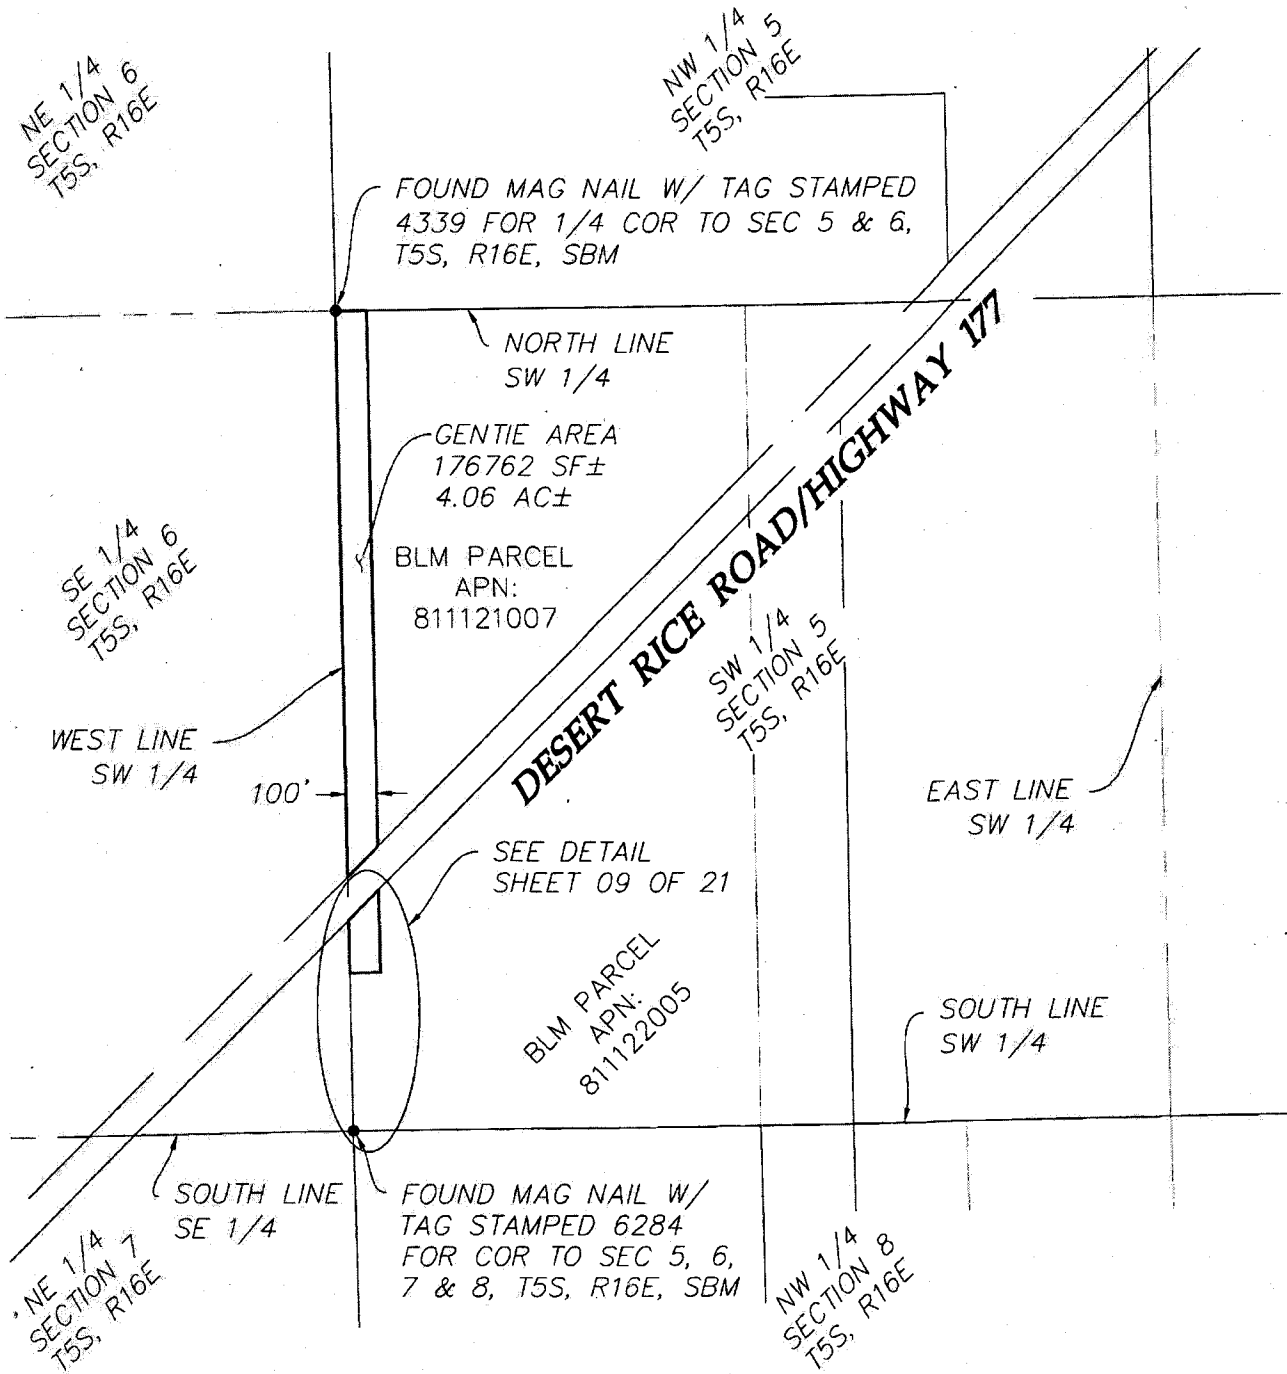 NE 1/4
SECTION 6
T5S, R16E
NW 1/4
SECTION 5
T5S, R16E
FOUND MAG NAIL W/ TAG STAMPED
4339 FOR 1/4 COR TO SEC 5 & 6,
T5S, R16E, SBM
NORTH LINE
SW 1/4
GENTIE AREA
176762 SF±
4.06 AC±
BLM PARCEL
APN:
811121007
SE 1/4
SECTION 6
T5S, R16E
DESERT RICE ROAD/HIGHWAY 177
SW 1/4
SECTION 5
T5S, R16E
WEST LINE
SW 1/4
100'
EAST LINE
SW 1/4
SEE DETAIL
SHEET 09 OF 21
BLM PARCEL
APN:
811122005
SOUTH LINE
SW 1/4
SOUTH LINE
SE 1/4
FOUND MAG NAIL W/
TAG STAMPED 6284
FOR COR TO SEC 5, 6,
7 & 8, T5S, R16E, SBM
NE 1/4
SECTION 7
T5S, R16E
NW 1/4
SECTION 8
T5S, R16E